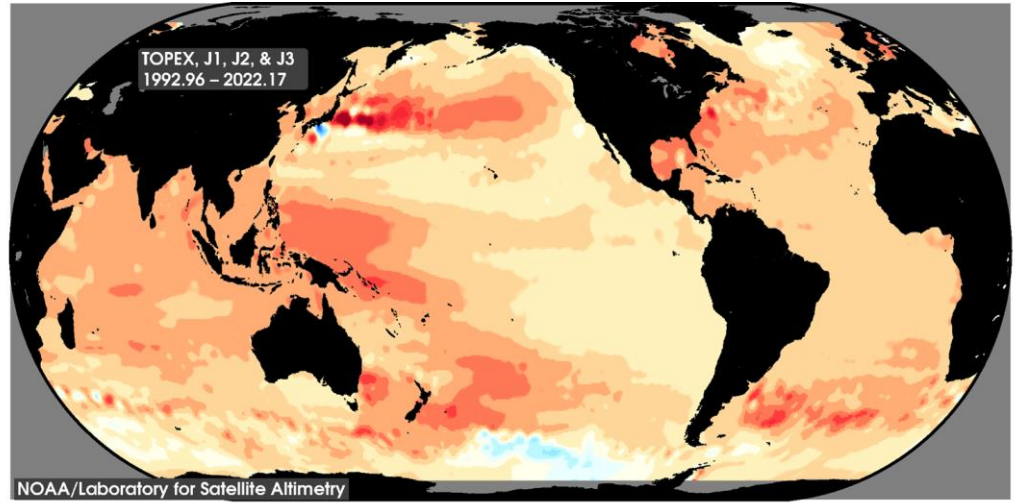 TOPEX, J1, J2, & J3
1992.96 – 2022.17
NOAA/Laboratory for Satellite Altimetry